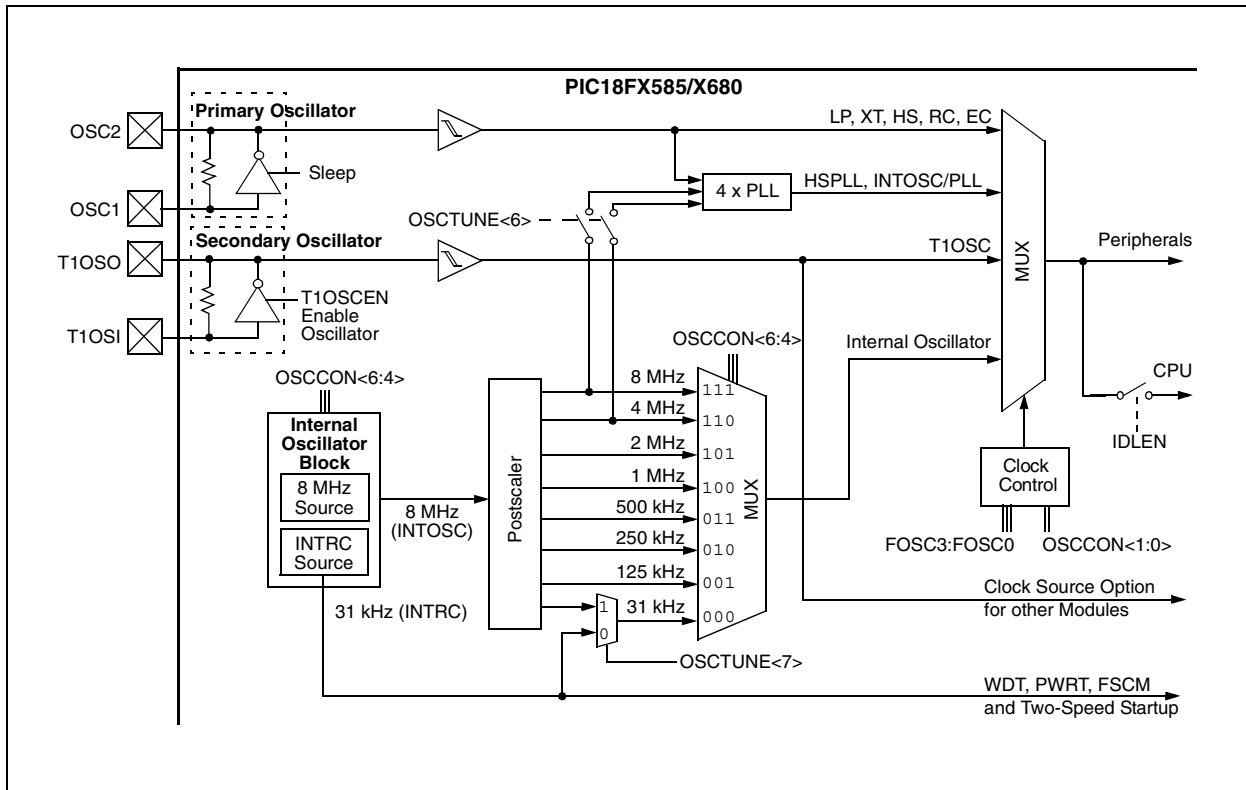 PIC18FX585/X680
Primary Oscillator
OSC2
Sleep
OSC1
LP, XT, HS, RC, EC
4 x PLL
HSPLL, INTOSC/PLL
OSCTUNE<6>
Secondary Oscillator
T1OSO
T1OSC
T1OSCEN
Enable
Oscillator
T1OSI
MUX
Peripherals
CPU
IDLEN
OSCCON<6:4>
Internal
Oscillator
Block
8 MHz
Source
INTRC
Source
8 MHz
(INTOSC)
31 kHz (INTRC)
Postscaler
OSCCON<6:4>
8 MHz
111
4 MHz
110
2 MHz
101
1 MHz
100
500 kHz
011
250 kHz
010
125 kHz
001
1
0
31 kHz
000
MUX
Internal Oscillator
OSCTUNE<7>
Clock
Control
FOSC3:FOSC0
OSCCON<1:0>
Clock Source Option
for other Modules
WDT, PWRT, FSCM
and Two-Speed Startup